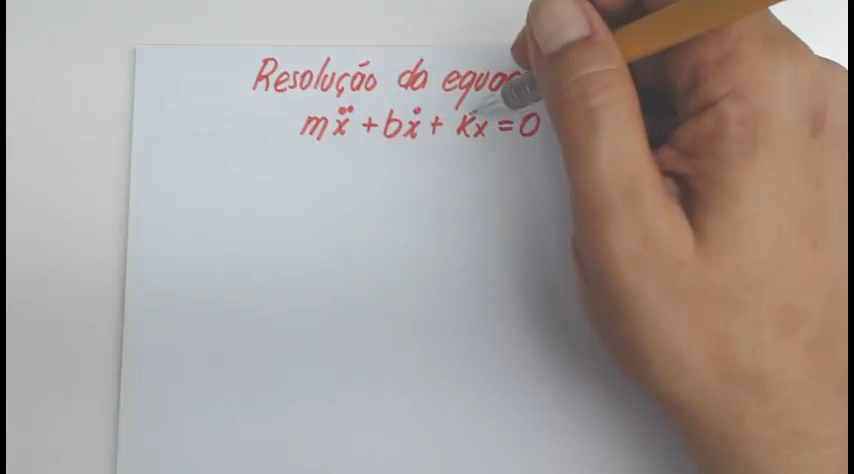 Resolução da
mẍ + bẋ + kx = 0